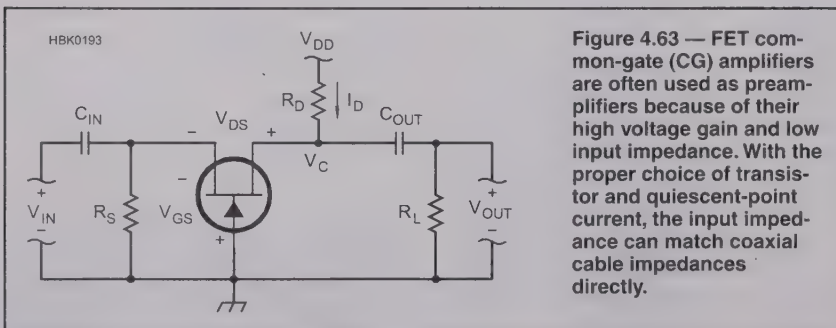 HBK0193
V_DD
R_D
I_D
C_IN
V_DS
C_OUT
− +
−
V_C
+
V_IN
−
R_S
V_GS
+
R_L
+
V_OUT
−
Figure 4.63 — FET com-
mon-gate (CG) amplifiers
are often used as pream-
plifiers because of their
high voltage gain and low
input impedance. With the
proper choice of transis-
tor and quiescent-point
current, the input imped-
ance can match coaxial
cable impedances
directly.